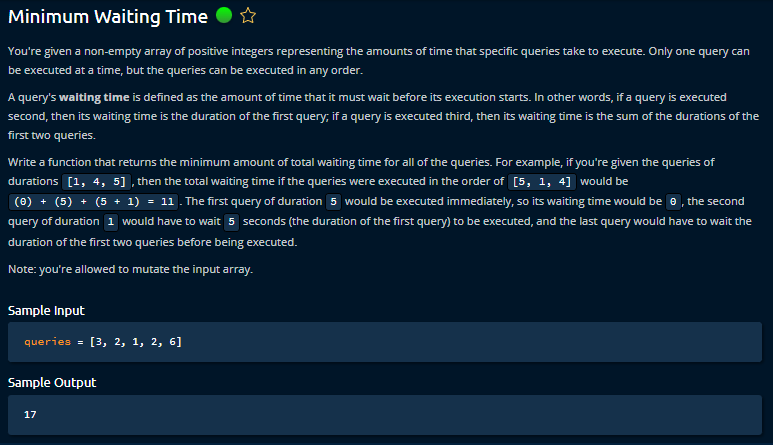 Minimum Waiting Time
You're given a non-empty array of positive integers representing the amounts of time that specific queries take to execute. Only one query can
be executed at a time, but the queries can be executed in any order.
A query's waiting time is defined as the amount of time that it must wait before its execution starts. In other words, if a query is executed
second, then its waiting time is the duration of the first query; if a query is executed third, then its waiting time is the sum of the durations of the
first two queries.
Write a function that returns the minimum amount of total waiting time for all of the queries. For example, if you're given the queries of
durations [1, 4, 5] , then the total waiting time if the queries were executed in the order of [5, 1, 4] would be
(0) + (5) + (5 + 1) = 11 . The first query of duration 5 would be executed immediately, so its waiting time would be 0 , the second
query of duration 1 would have to wait 5 seconds (the duration of the first query) to be executed, and the last query would have to wait the
duration of the first two queries before being executed.
Note: you're allowed to mutate the input array.
Sample Input
queries = [3, 2, 1, 2, 6]
Sample Output
17